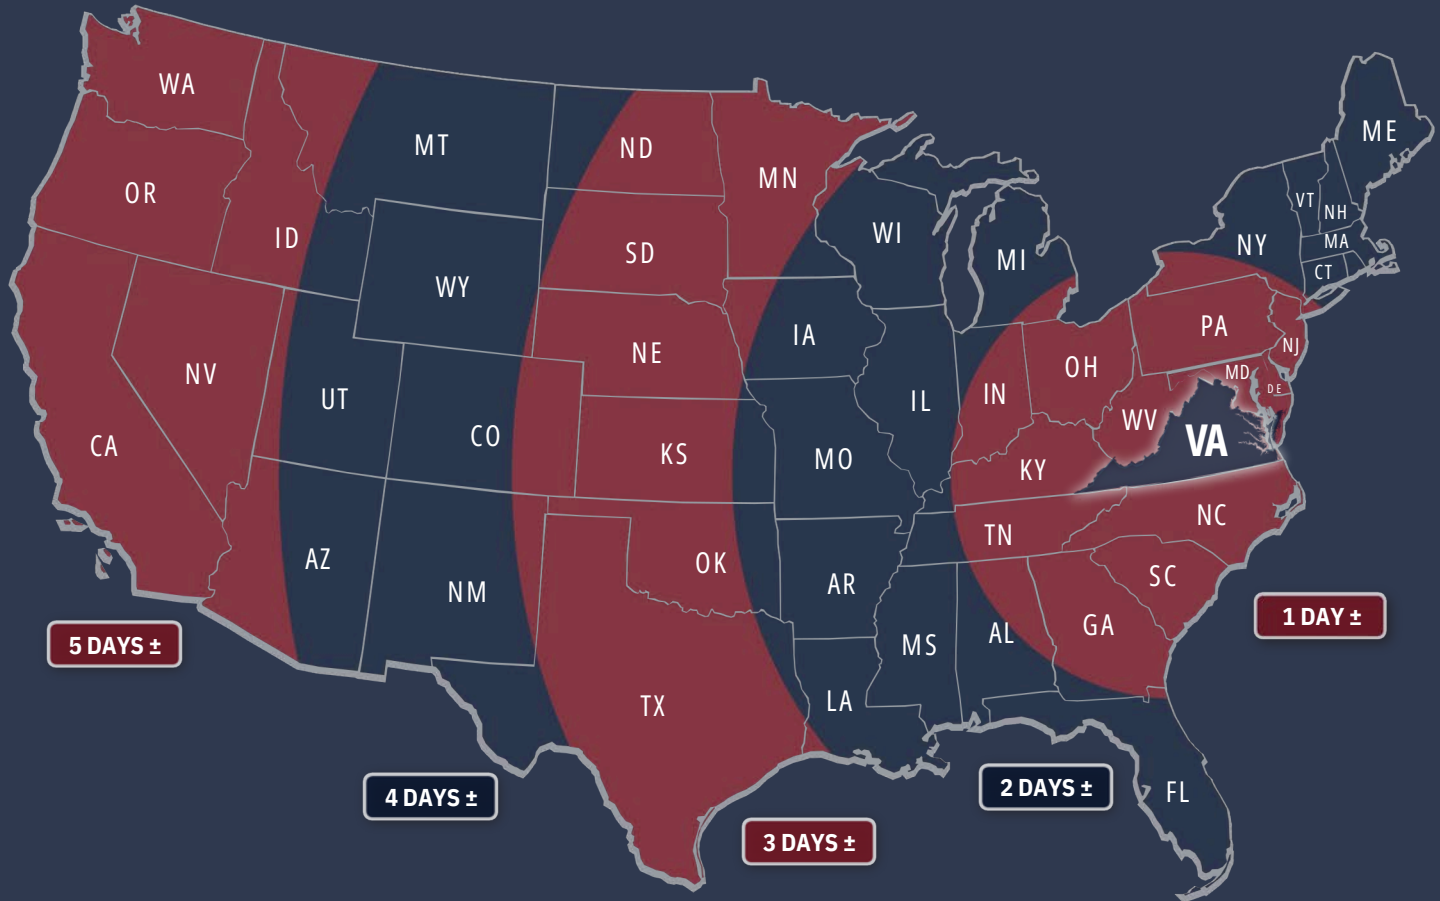 WA
MT
ND
MN
OR
ID
SD
WI
MI
ME
VT
NH
NY
MA
CT
WY
NE
IA
PA
NJ
NV
UT
CO
KS
MO
IL
IN
OH
MD
DE
WV
VA
CA
KY
NC
TN
AZ
NM
OK
AR
SC
GA
MS
AL
TX
LA
FL
5 DAYS ±
1 DAY ±
4 DAYS ±
2 DAYS ±
3 DAYS ±